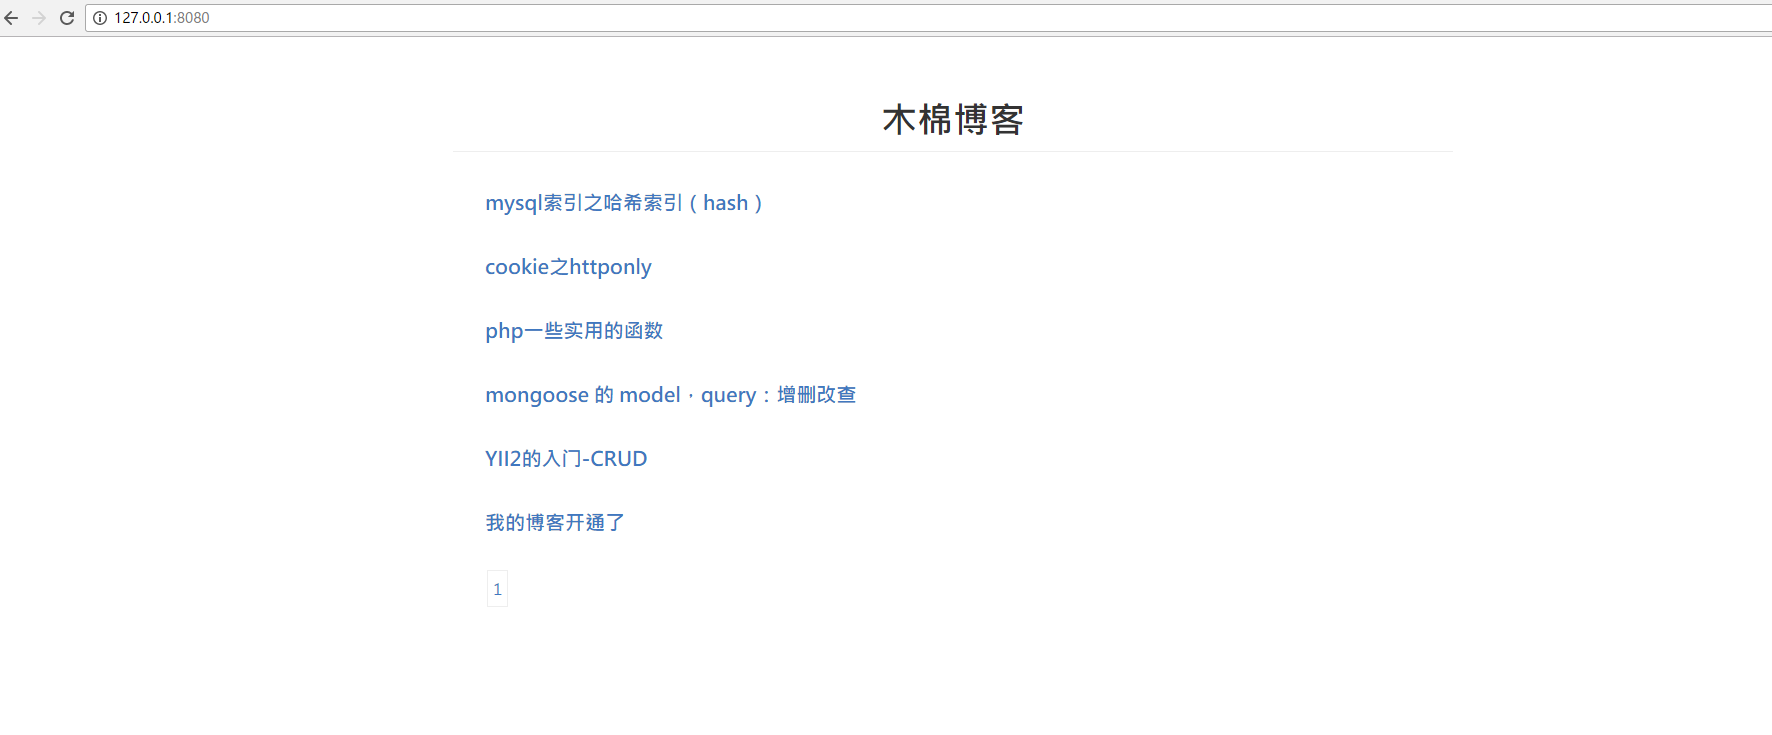 127.0.0.1:8080
木棉博客
mysql索引之哈希索引（hash）
cookie之httponly
php一些实用的函数
mongoose 的 model，query：增删改查
YII2的入门-CRUD
我的博客开通了
1